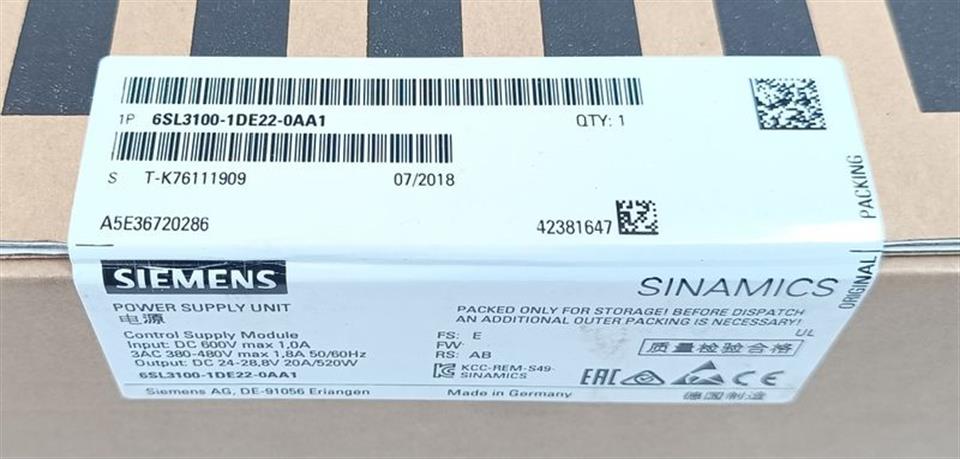 1P 6SL3100-1DE22-0AA1 QTY: 1
S T-K76111909 07/2018
A5E36720286 42381647
ORIGINAL PACKING
SIEMENS SINAMICS
POWER SUPPLY UNIT
电源
PACKED ONLY FOR STORAGE! BEFORE DISPATCH
AN ADDITIONAL OUTER PACKING IS NECESSARY!
Control Supply Module
Input: DC 600V max 1,0A
3AC 380-480V max 1,8A 50/60Hz
Output: DC 24-28,8V 20A/520W
6SL3100-1DE22-0AA1
FS: E
FW:
RS: AB
KCC-REM-S49-
SINAMICS
UL
质量检验合格
EAC CE
Siemens AG, DE-91056 Erlangen Made in Germany 德国制造